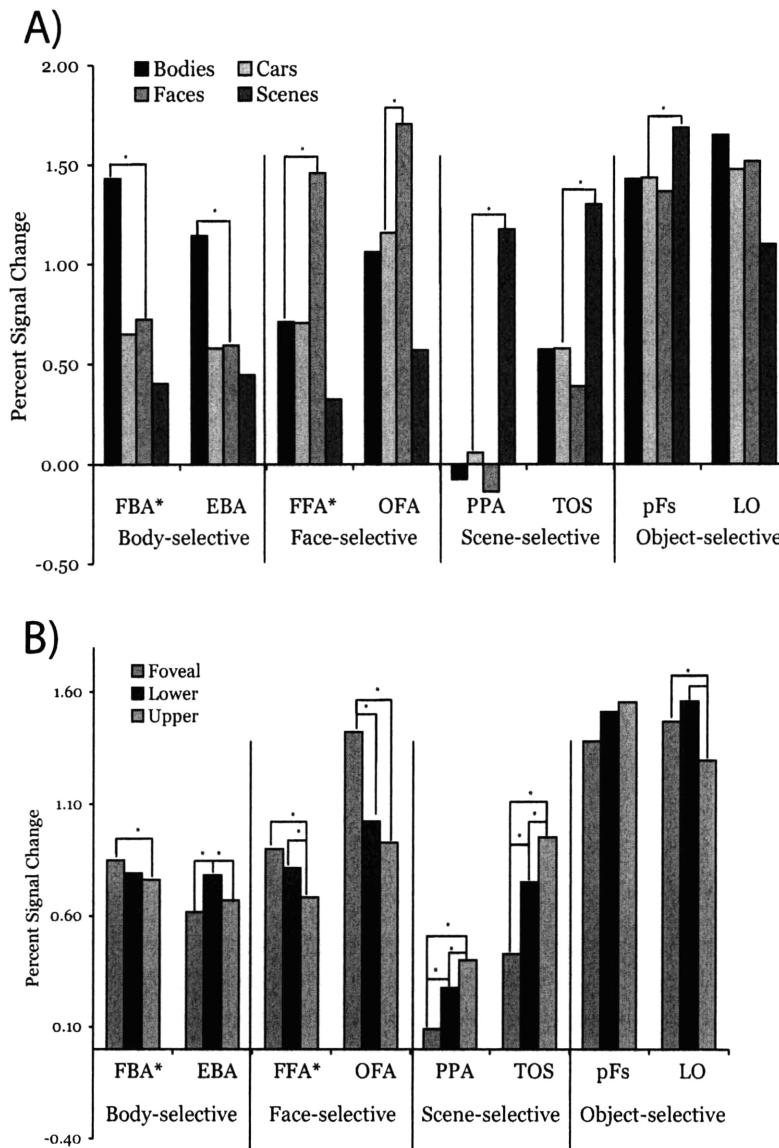 A)
2.00
Bodies Cars
Faces Scenes
1.50
1.00
0.50
0.00
-0.50
Percent Signal Change
FBA* EBA FFA* OFA PPA TOS pFs LO
Body-selective Face-selective Scene-selective Object-selective
B)
Foveal
Lower
Upper
1.60
1.10
0.60
0.10
-0.40
Percent Signal Change
FBA* EBA FFA* OFA PPA TOS pFs LO
Body-selective Face-selective Scene-selective Object-selective